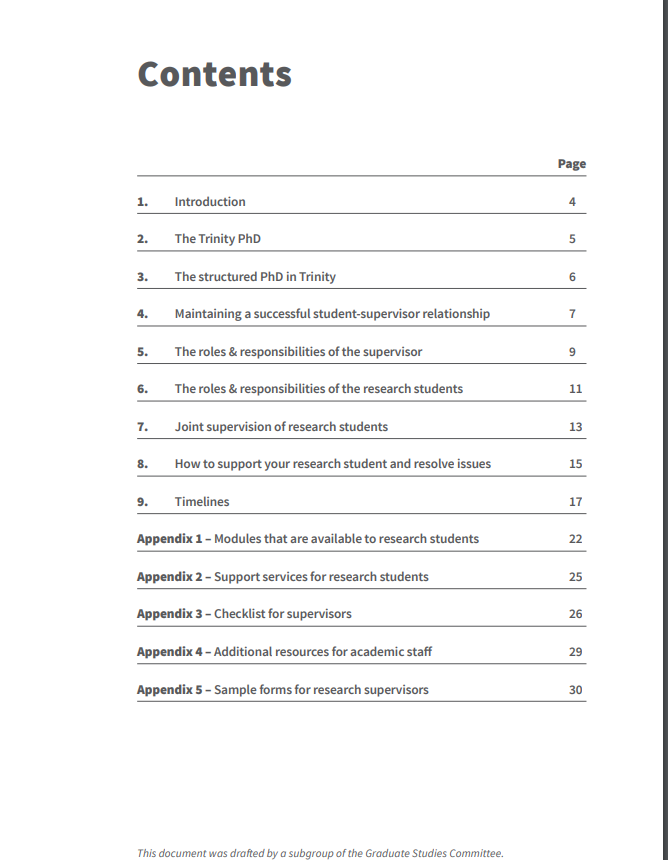 Contents
Page
1. Introduction 4
2. The Trinity PhD 5
3. The structured PhD in Trinity 6
4. Maintaining a successful student-supervisor relationship 7
5. The roles & responsibilities of the supervisor 9
6. The roles & responsibilities of the research students 11
7. Joint supervision of research students 13
8. How to support your research student and resolve issues 15
9. Timelines 17
Appendix 1 – Modules that are available to research students 22
Appendix 2 – Support services for research students 25
Appendix 3 – Checklist for supervisors 26
Appendix 4 – Additional resources for academic staff 29
Appendix 5 – Sample forms for research supervisors 30
This document was drafted by a subgroup of the Graduate Studies Committee.